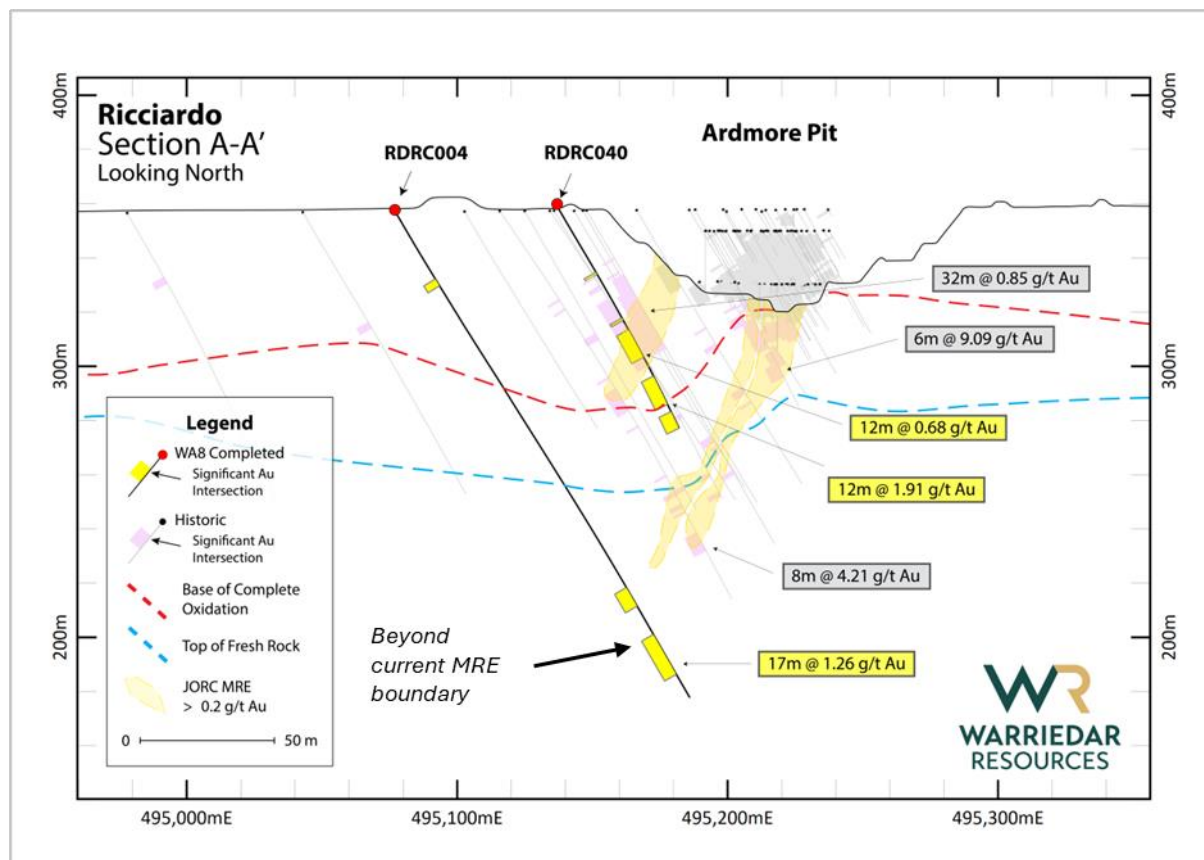 400m
400m
Ricciardo
Section A-A'
Looking North
Ardmore Pit
RDRC004
RDRC040
32m @ 0.85 g/t Au
6m @ 9.09 g/t Au
300m
300m
12m @ 0.68 g/t Au
12m @ 1.91 g/t Au
8m @ 4.21 g/t Au
Legend
WA8 Completed
Significant Au
Intersection
Historic
Significant Au
Intersection
Base of Complete
Oxidation
Top of Fresh Rock
JORC MRE
> 0.2 g/t Au
0
50 m
200m
200m
Beyond
current MRE
boundary
17m @ 1.26 g/t Au
WR
WARRIEDAR
RESOURCES
495,000mE
495,100mE
495,200mE
495,300mE